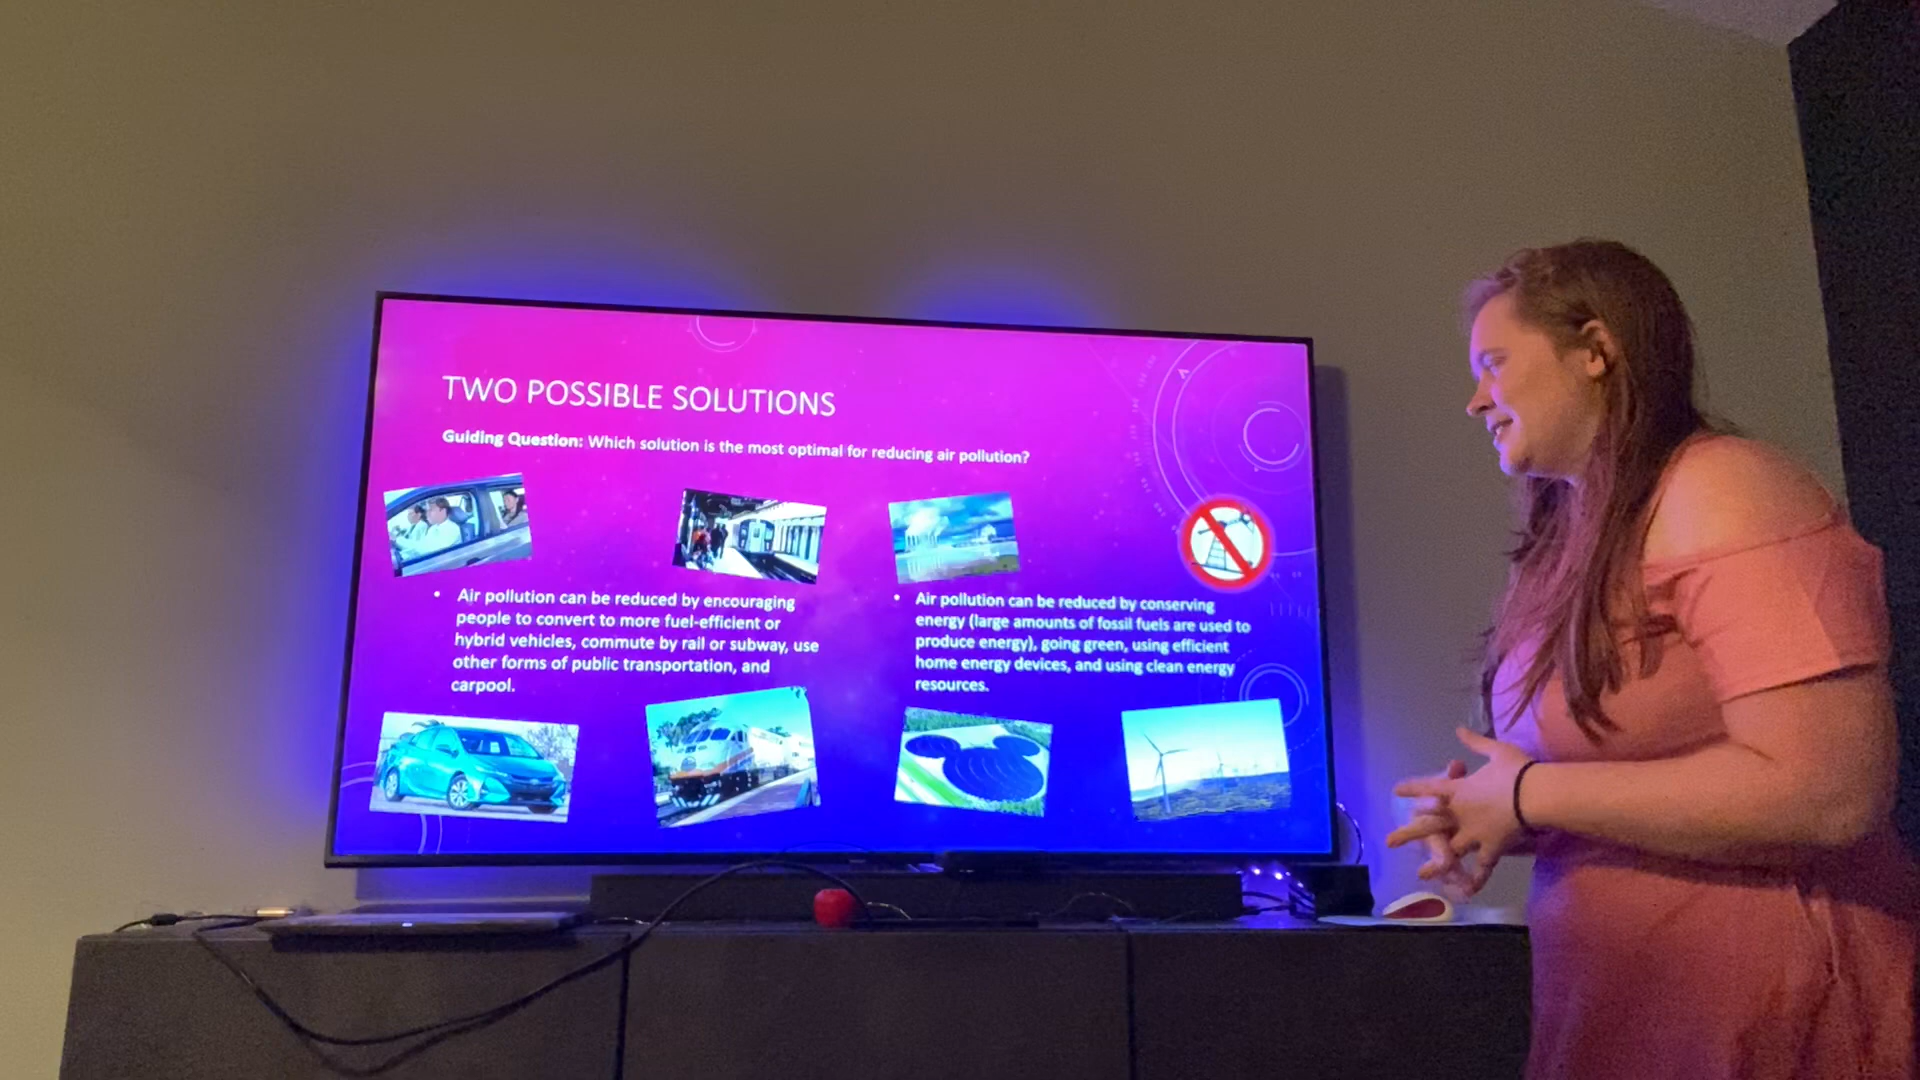 TWO POSSIBLE SOLUTIONS
Guiding Question: Which solution is the most optimal for reducing air pollution?
• Air pollution can be reduced by encouraging
people to convert to more fuel-efficient or
hybrid vehicles, commute by rail or subway, use
other forms of public transportation, and
carpool.
• Air pollution can be reduced by conserving
energy (large amounts of fossil fuels are used to
produce energy), going green, using efficient
home energy devices, and using clean energy
resources.